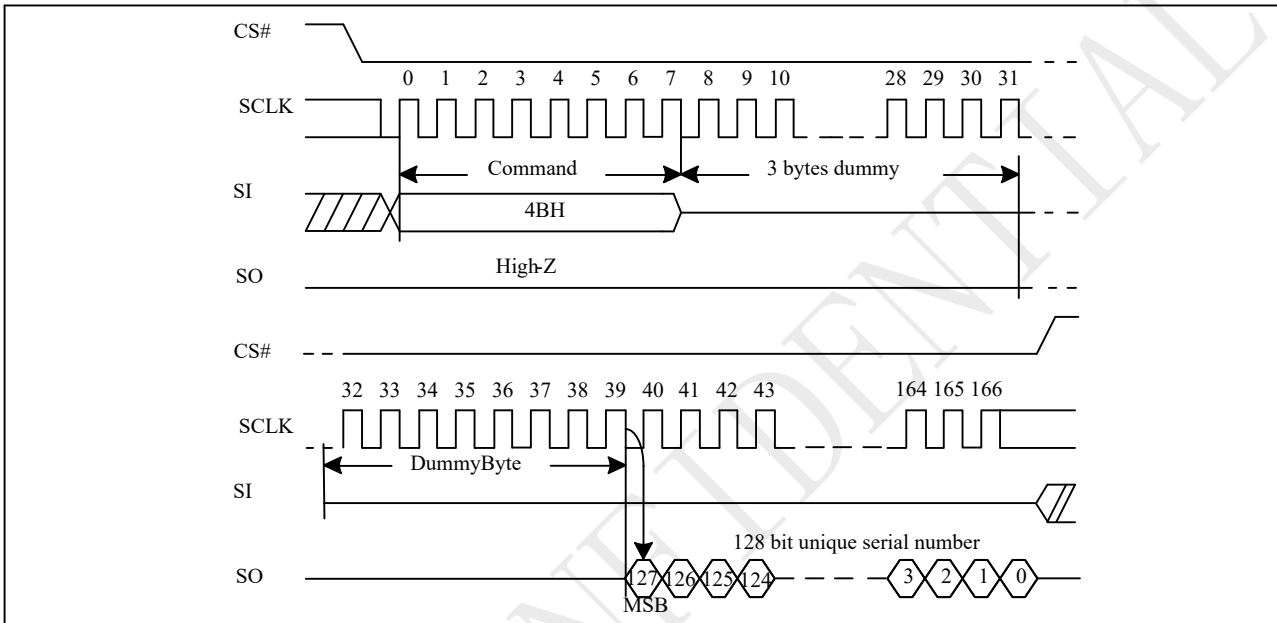 CS#
0 1 2 3 4 5 6 7 8 9 10 28 29 30 31
SCLK
Command 3 bytes dummy
SI
4BH
High-Z
SO
CS#
32 33 34 35 36 37 38 39 40 41 42 43 164 165 166
SCLK
DummyByte
SI
128 bit unique serial number
SO 127 126 125 124 3 2 1 0
MSB